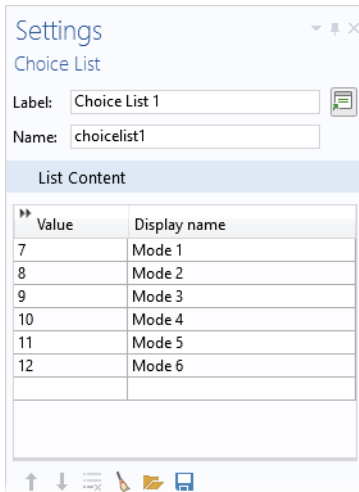 Settings
Choice List
Label: Choice List 1
Name: choicelist1
List Content
Value Display name
7 Mode 1
8 Mode 2
9 Mode 3
10 Mode 4
11 Mode 5
12 Mode 6